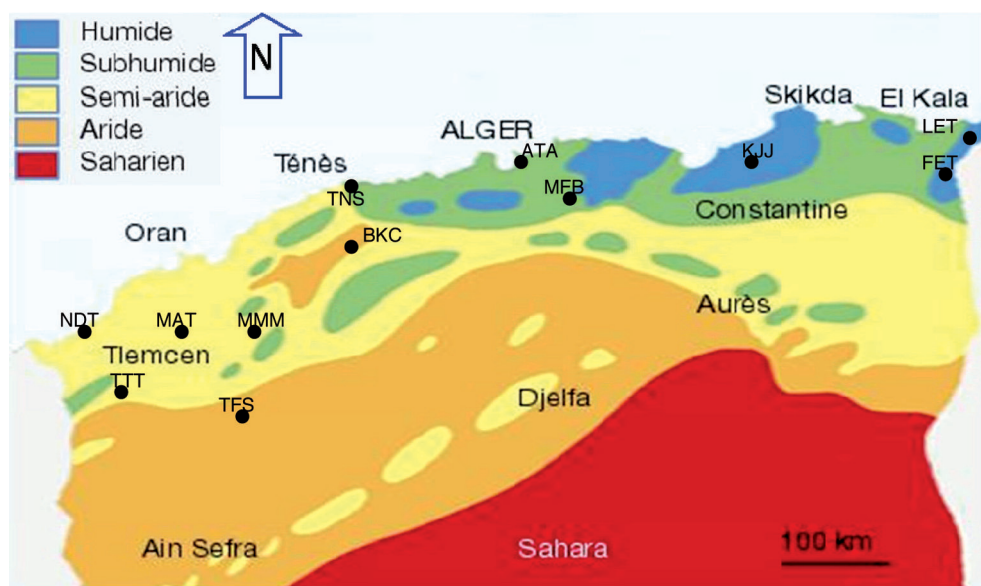 Humide
Subhumide
Semi-aride
Aride
Saharien
N
Skikda
El Kala
LET
ALGER
ATA
KJJ
FET
Ténès
TNS
MFB
Constantine
Oran
BKC
NDT
MAT
MMM
Aurès
Tlemcen
TTT
TFS
Djelfa
Ain Sefra
Sahara
100 km